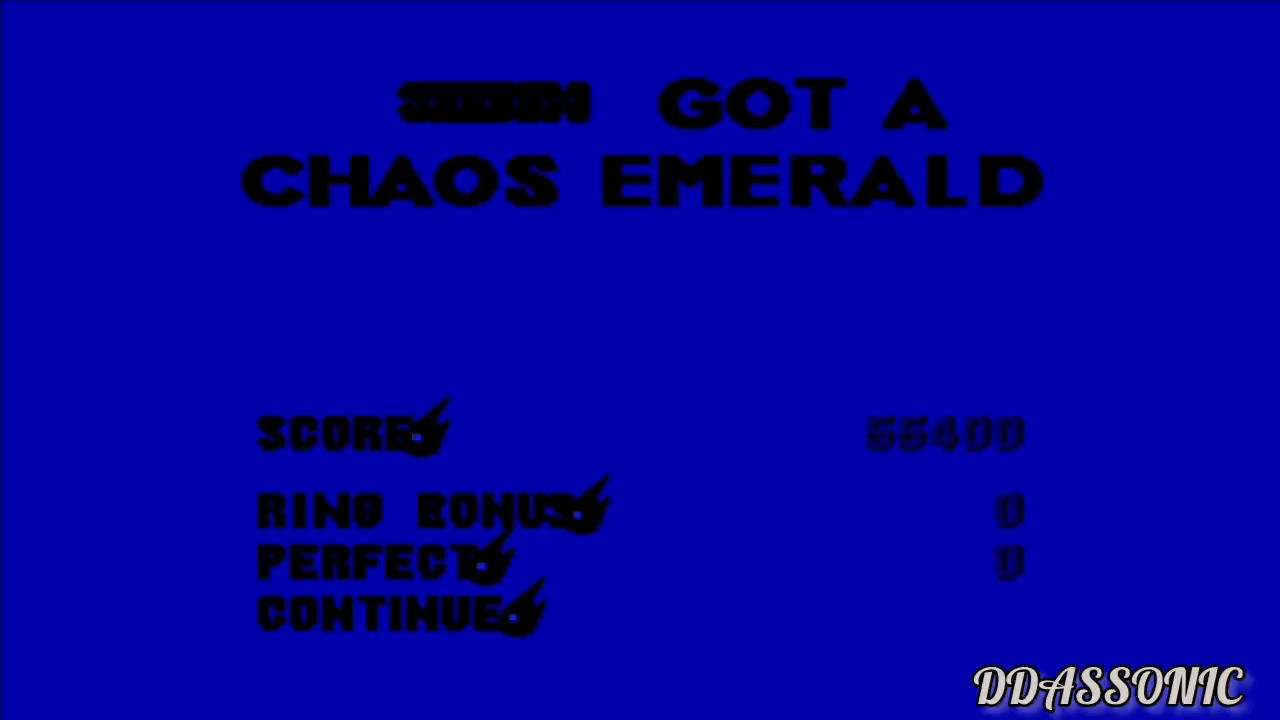 GOT A
CHAOS EMERALD
SCORE 55400
RING BONUS 0
PERFECT 0
CONTINUE
DDASSONIC